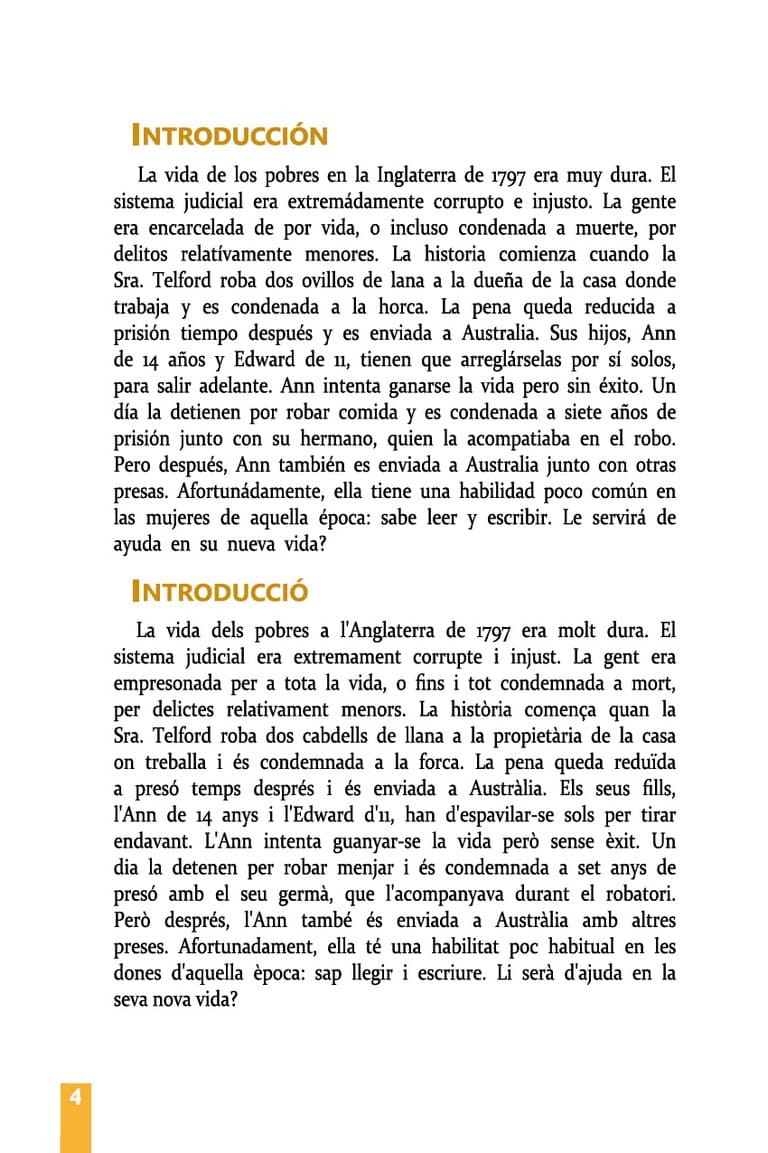 INTRODUCCIÓN
La vida de los pobres en la Inglaterra de 1797 era muy dura. El
sistema judicial era extremádamente corrupto e injusto. La gente
era encarcelada de por vida, o incluso condenada a muerte, por
delitos relatívamente menores. La historia comienza cuando la
Sra. Telford roba dos ovillos de lana a la dueña de la casa donde
trabaja y es condenada a la horca. La pena queda reducida a
prisión tiempo después y es enviada a Australia. Sus hijos, Ann
de 14 años y Edward de 11, tienen que arreglárselas por sí solos,
para salir adelante. Ann intenta ganarse la vida pero sin éxito. Un
día la detienen por robar comida y es condenada a siete años de
prisión junto con su hermano, quien la acompatiaba en el robo.
Pero después, Ann también es enviada a Australia junto con otras
presas. Afortunádamente, ella tiene una habilidad poco común en
las mujeres de aquella época: sabe leer y escribir. Le servirá de
ayuda en su nueva vida?
INTRODUCCIÓ
La vida dels pobres a l'Anglaterra de 1797 era molt dura. El
sistema judicial era extremament corrupte i injust. La gent era
empresonada per a tota la vida, o fins i tot condemnada a mort,
per delictes relativament menors. La història comença quan la
Sra. Telford roba dos cabdells de llana a la propietària de la casa
on treballa i és condemnada a la forca. La pena queda reduïda
a presó temps després i és enviada a Austràlia. Els seus fills,
l'Ann de 14 anys i l'Edward d'11, han d'espavilar-se sols per tirar
endavant. L'Ann intenta guanyar-se la vida però sense èxit. Un
dia la detenen per robar menjar i és condemnada a set anys de
presó amb el seu germà, que l'acompanyava durant el robatori.
Però després, l'Ann també és enviada a Austràlia amb altres
preses. Afortunadament, ella té una habilitat poc habitual en les
dones d'aquella època: sap llegir i escriure. Li serà d'ajuda en la
seva nova vida?
4